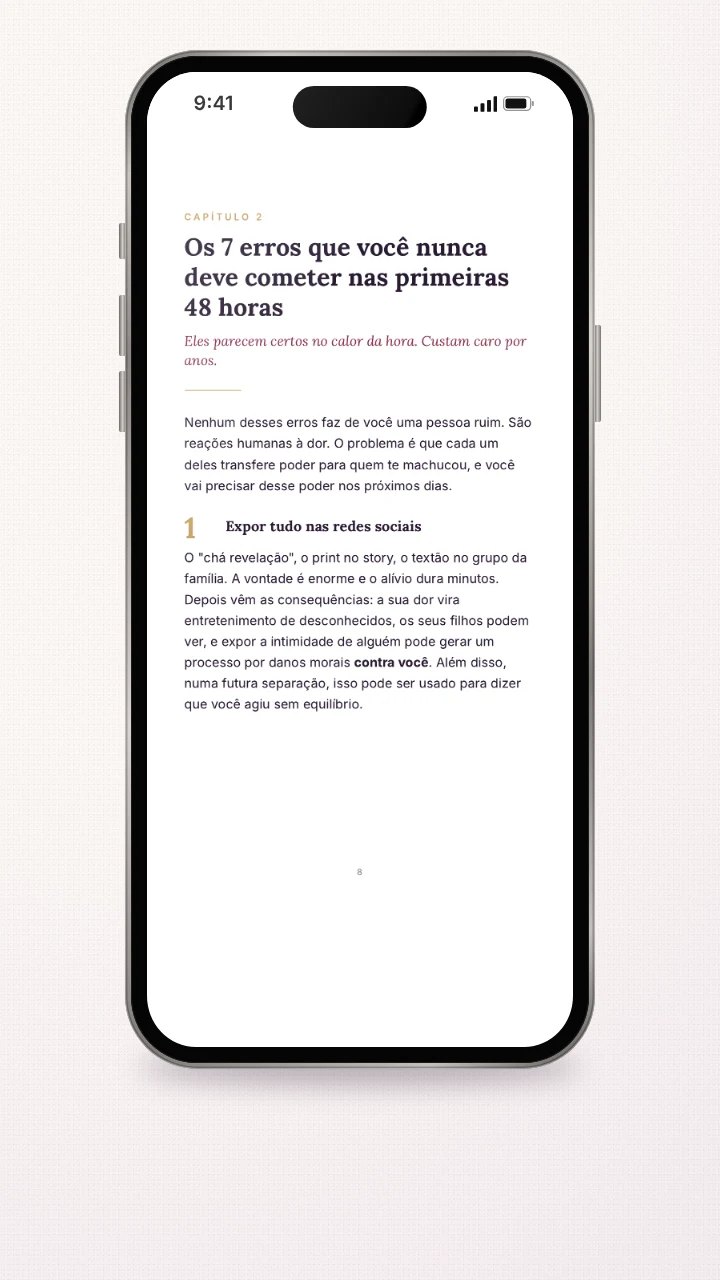 9:41
CAPÍTULO 2
Os 7 erros que você nunca
deve cometer nas primeiras
48 horas
Eles parecem certos no calor da hora. Custam caro por
anos.
Nenhum desses erros faz de você uma pessoa ruim. São
reações humanas à dor. O problema é que cada um
deles transfere poder para quem te machucou, e você
vai precisar desse poder nos próximos dias.
1 Expor tudo nas redes sociais
O "chá revelação", o print no story, o textão no grupo da
família. A vontade é enorme e o alívio dura minutos.
Depois vêm as consequências: a sua dor vira
entretenimento de desconhecidos, os seus filhos podem
ver, e expor a intimidade de alguém pode gerar um
processo por danos morais contra você. Além disso,
numa futura separação, isso pode ser usado para dizer
que você agiu sem equilíbrio.
8